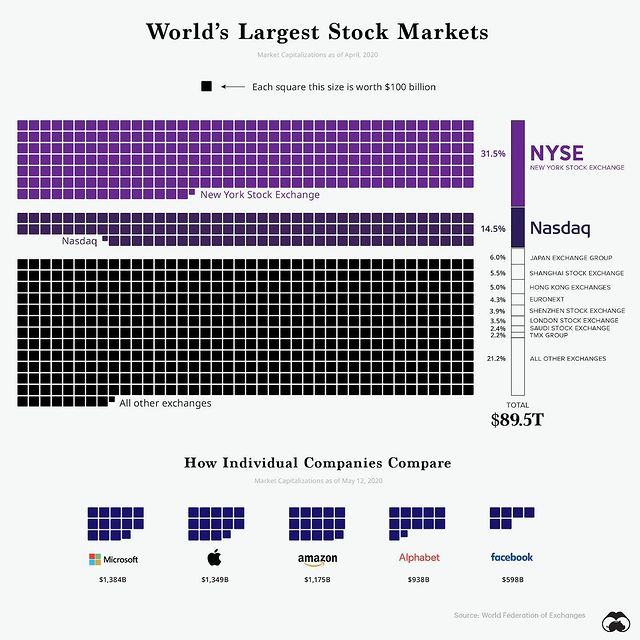 World's Largest Stock Markets
Market Capitalizations as of April, 2020
Each square this size is worth $100 billion
31.5%
NYSE
NEW YORK STOCK EXCHANGE
New York Stock Exchange
14.5%
Nasdaq
Nasdaq
6.0% JAPAN EXCHANGE GROUP
5.5% SHANGHAI STOCK EXCHANGE
5.0% HONG KONG EXCHANGES
4.3% EURONEXT
3.9% SHENZHEN STOCK EXCHANGE
3.5% LONDON STOCK EXCHANGE
2.4% SAUDI STOCK EXCHANGE
2.2% TMX GROUP
21.2% ALL OTHER EXCHANGES
All other exchanges
TOTAL
$89.5T
How Individual Companies Compare
Market Capitalizations as of May 12, 2020
Microsoft
amazon
Alphabet
facebook
$1,384B
$1,349B
$1,175B
$938B
$598B
Source: World Federation of Exchanges